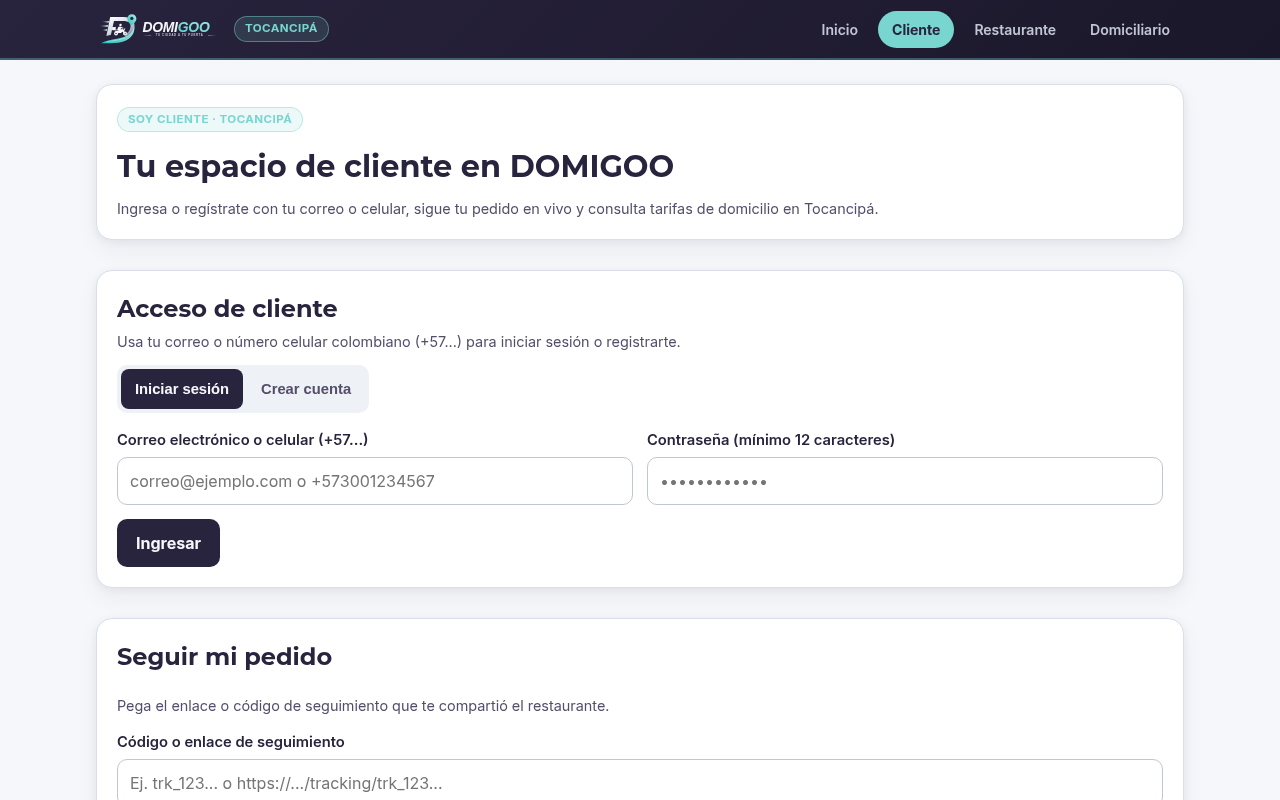 DOMIGOO
TU CIUDAD A TU PUERTA
TOCANCIPÁ
Inicio
Cliente
Restaurante
Domiciliario
SOY CLIENTE · TOCANCIPÁ
Tu espacio de cliente en DOMIGOO
Ingresa o regístrate con tu correo o celular, sigue tu pedido en vivo y consulta tarifas de domicilio en Tocancipá.
Acceso de cliente
Usa tu correo o número celular colombiano (+57...) para iniciar sesión o registrarte.
Iniciar sesión
Crear cuenta
Correo electrónico o celular (+57...)
Contraseña (mínimo 12 caracteres)
correo@ejemplo.com o +573001234567
••••••••••••
Ingresar
Seguir mi pedido
Pega el enlace o código de seguimiento que te compartió el restaurante.
Código o enlace de seguimiento
Ej. trk_123... o https://.../tracking/trk_123...